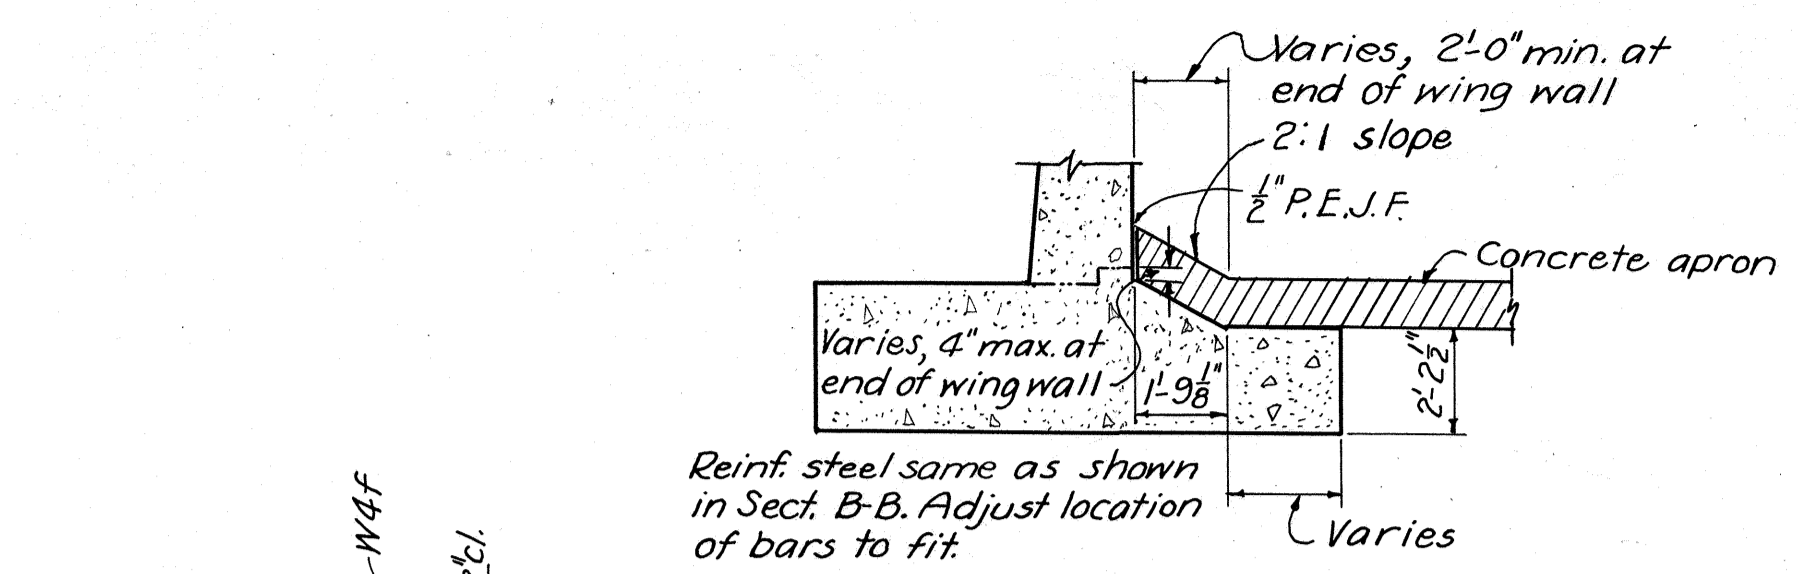 Varies, 2'-0" min. at
end of wing wall
2:1 slope
1/2" P.E.J.F.
Concrete apron
Varies, 4" max. at
end of wing wall
1'-9 1/8"
2'-2 1/2"
Reinf. steel same as shown
in Sect. B-B. Adjust location
of bars to fit.
Varies
W4f
"cl.